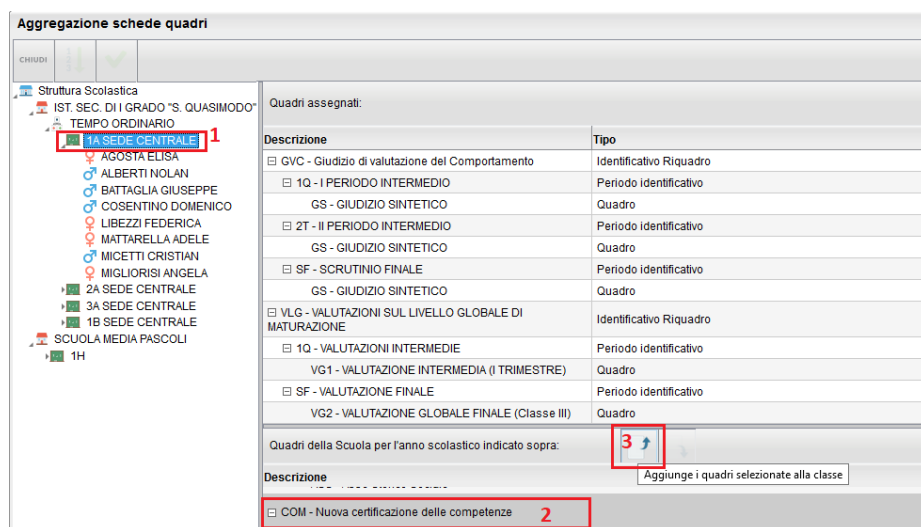 Aggregazione schede quadri
CHIUDI
Struttura Scolastica
IST. SEC. DI I GRADO "S. QUASIMODO"
TEMPO ORDINARIO
1A SEDE CENTRALE 1
AGOSTA ELISA
ALBERTI NOLAN
BATTAGLIA GIUSEPPE
COSENTINO DOMENICO
LIBEZZI FEDERICA
MATTARELLA ADELE
MICETTI CRISTIAN
MIGLIORISI ANGELA
2A SEDE CENTRALE
3A SEDE CENTRALE
1B SEDE CENTRALE
SCUOLA MEDIA PASCOLI
1H
Quadri assegnati:
Descrizione Tipo
GVC - Giudizio di valutazione del Comportamento Identificativo Riquadro
1Q - I PERIODO INTERMEDIO Periodo identificativo
GS - GIUDIZIO SINTETICO Quadro
2T - II PERIODO INTERMEDIO Periodo identificativo
GS - GIUDIZIO SINTETICO Quadro
SF - SCRUTINIO FINALE Periodo identificativo
GS - GIUDIZIO SINTETICO Quadro
VLG - VALUTAZIONI SUL LIVELLO GLOBALE DI
MATURAZIONE Identificativo Riquadro
1Q - VALUTAZIONI INTERMEDIE Periodo identificativo
VG1 - VALUTAZIONE INTERMEDIA (I TRIMESTRE) Quadro
SF - VALUTAZIONE FINALE Periodo identificativo
VG2 - VALUTAZIONE GLOBALE FINALE (Classe III) Quadro
Quadri della Scuola per l'anno scolastico indicato sopra: 3
Aggiunge i quadri selezionate alla classe
Descrizione
COM - Nuova certificazione delle competenze 2